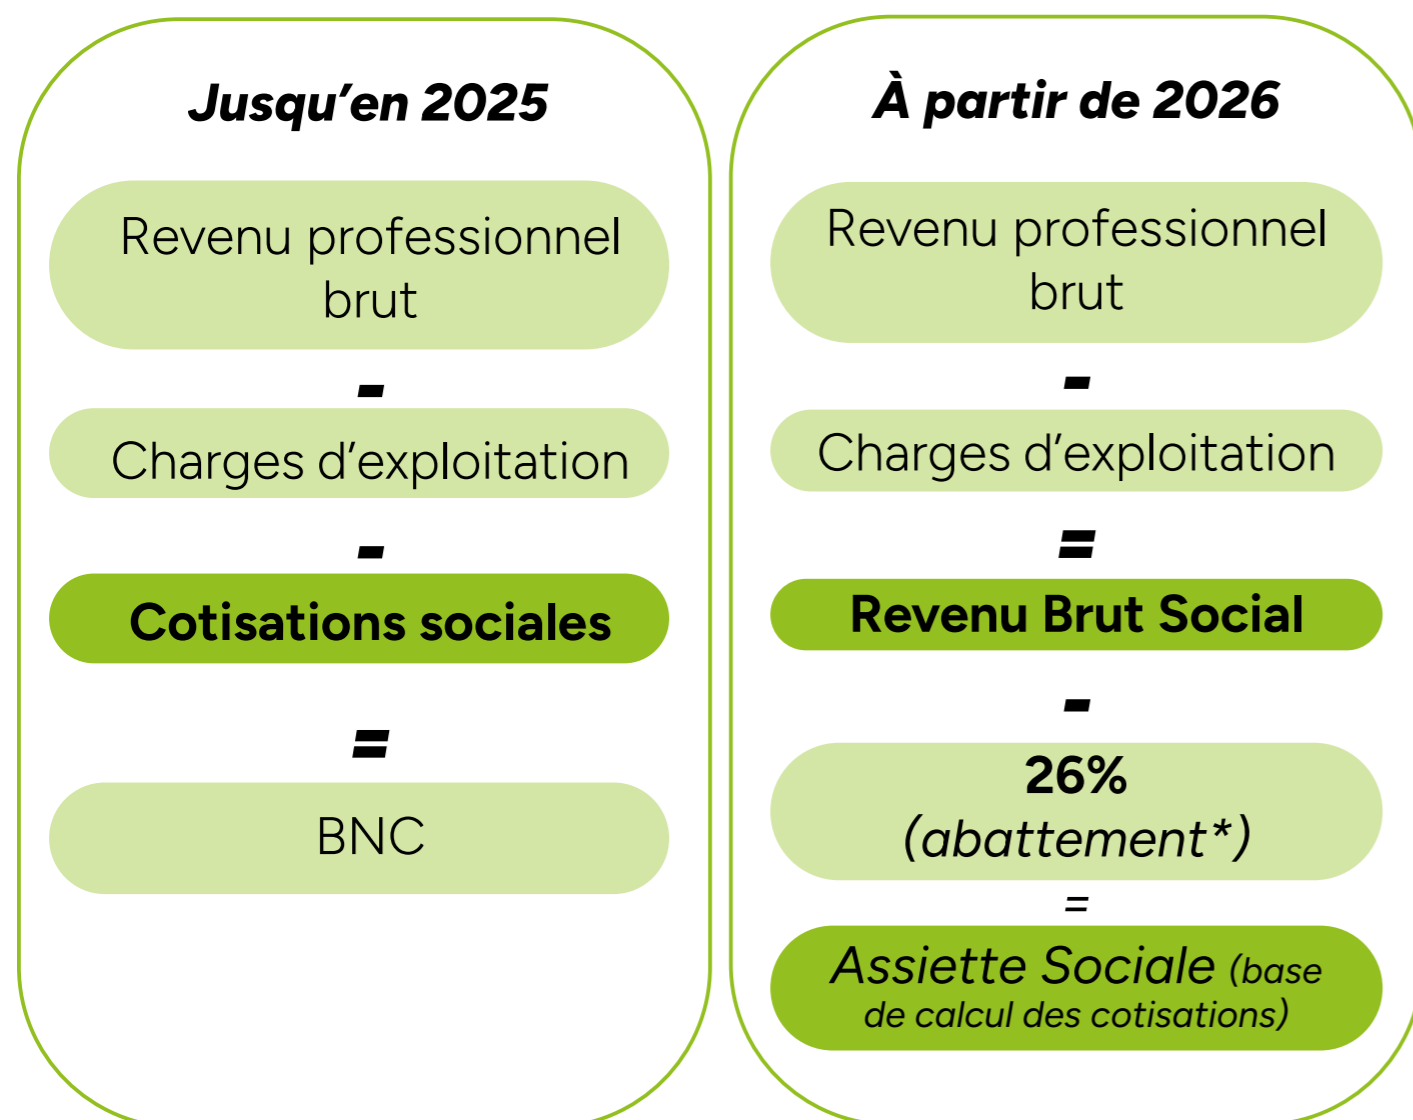 Jusqu’en 2025
Revenu professionnel
brut
-
Charges d’exploitation
-
Cotisations sociales
=
BNC
À partir de 2026
Revenu professionnel
brut
-
Charges d’exploitation
=
Revenu Brut Social
-
26%
(abattement*)
=
Assiette Sociale (base
de calcul des cotisations)